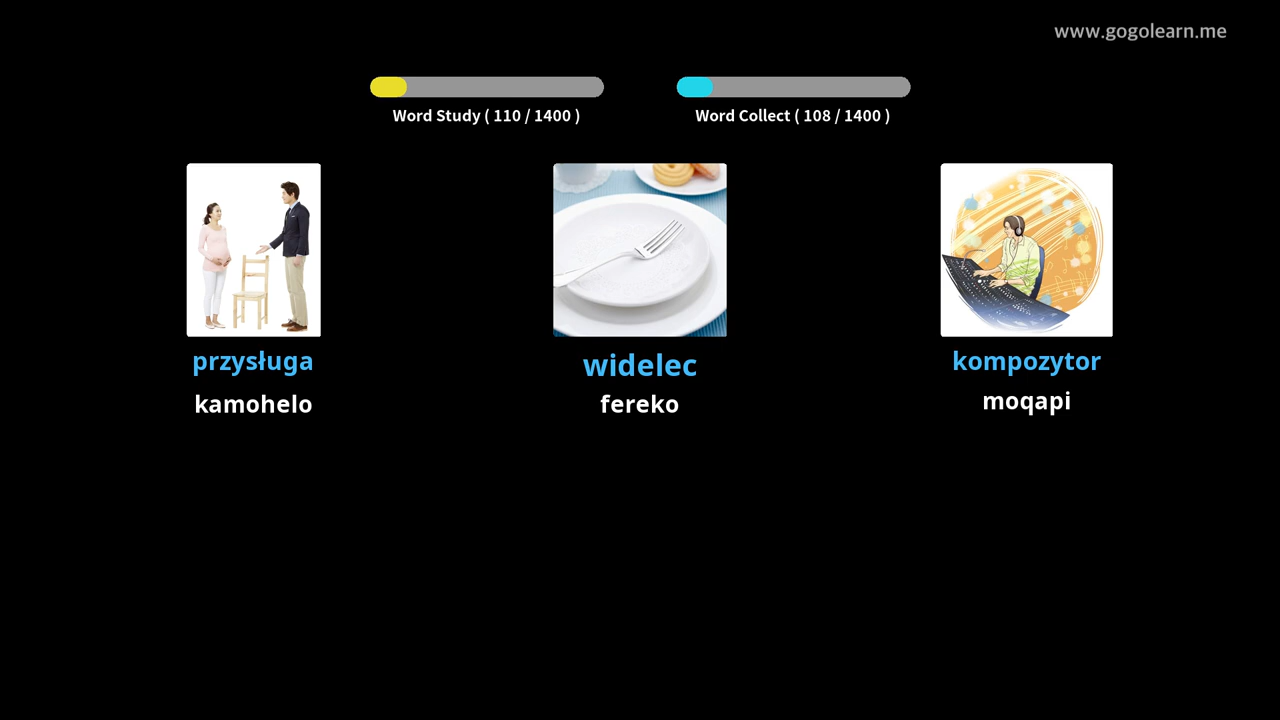 www.gogolearn.me
Word Study ( 110 / 1400 )
Word Collect ( 108 / 1400 )
przysługa
widelec
kompozytor
kamohelo
fereko
moqapi